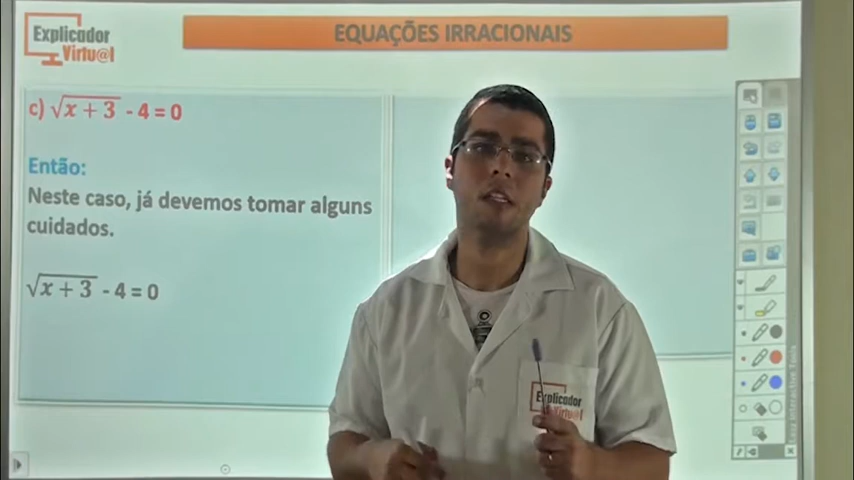 Explicador
Virtu@l
EQUAÇÕES IRRACIONAIS
c) √x + 3 - 4 = 0
Então:
Neste caso, já devemos tomar alguns
cuidados.
√x + 3 - 4 = 0
Explicador
Virtu@l